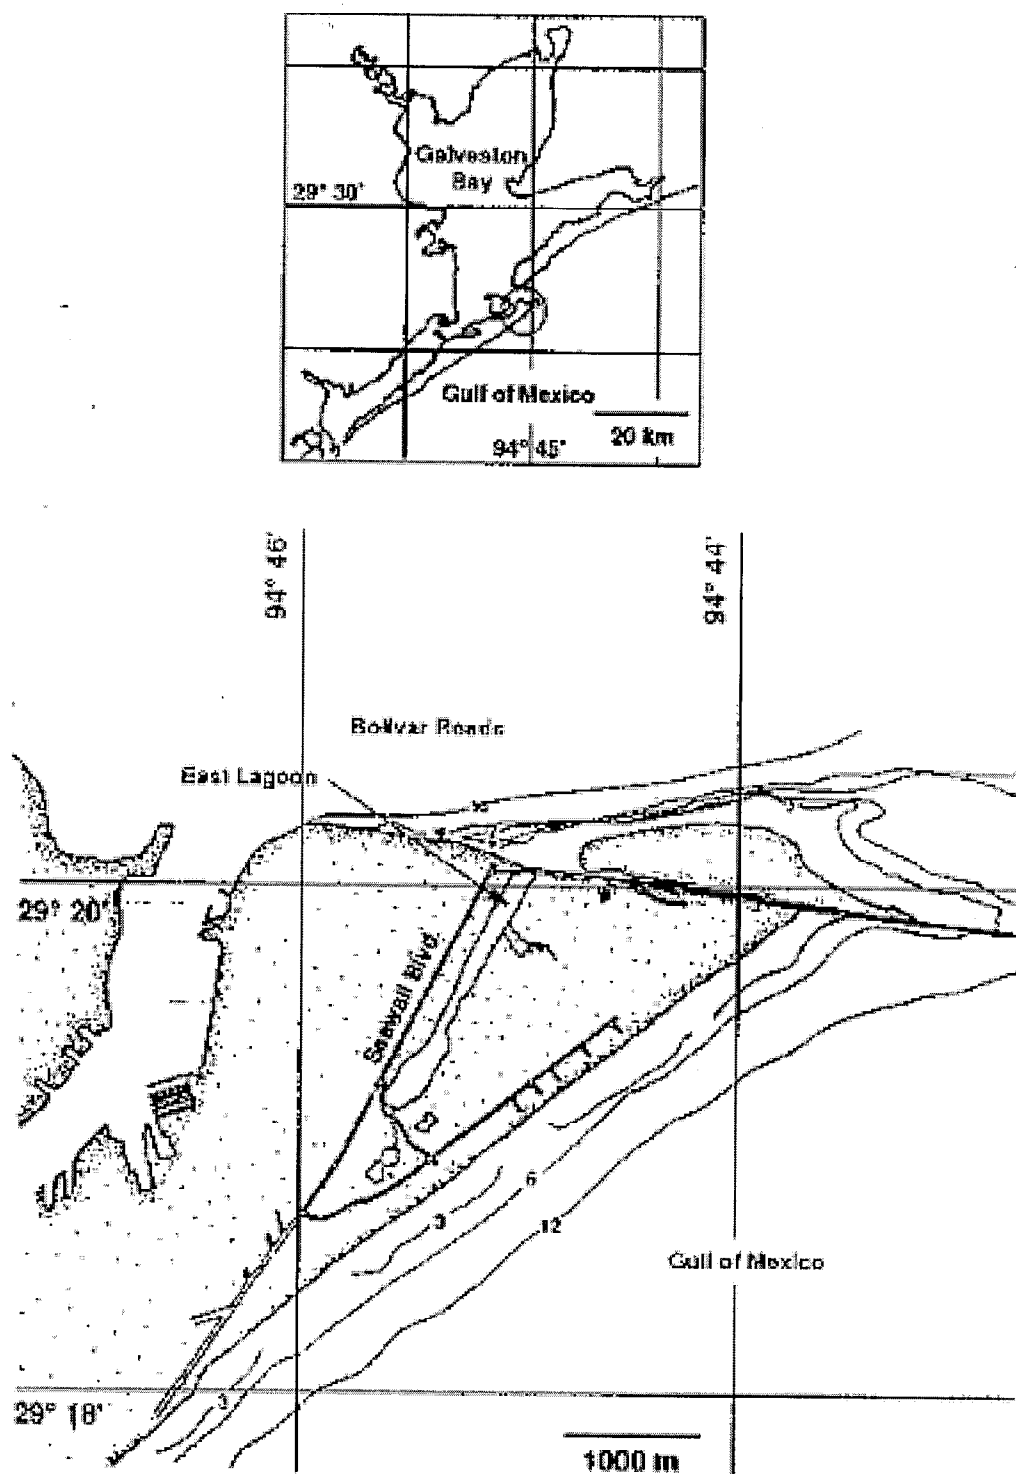 Galveston
Bay
29° 30'
Gulf of Mexico
20 km
94° 45'
94° 46'
94° 44'
Bolivar Roads
East Lagoon
29° 20'
Seawall Blvd
6
3
12
Gulf of Mexico
3
29° 18'
1000 m